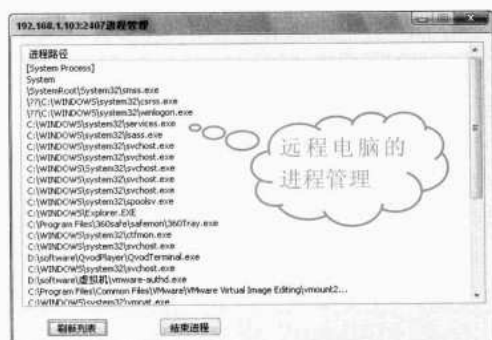 192.168.1.103:2407进程管理
进程路径
[System Process]
System
\SystemRoot\System32\smss.exe
\??\C:\WINDOWS\system32\csrss.exe
\??\C:\WINDOWS\system32\winlogon.exe
C:\WINDOWS\system32\services.exe
C:\WINDOWS\system32\lsass.exe
C:\WINDOWS\system32\svchost.exe
C:\WINDOWS\system32\svchost.exe
C:\WINDOWS\System32\svchost.exe
C:\WINDOWS\system32\svchost.exe
C:\WINDOWS\system32\svchost.exe
C:\WINDOWS\system32\spoolsv.exe
C:\WINDOWS\Explorer.EXE
C:\Program Files\360safe\safemon\360Tray.exe
C:\WINDOWS\system32\ctfmon.exe
C:\WINDOWS\system32\svchost.exe
D:\software\QvodPlayer\QvodTerminal.exe
C:\WINDOWS\system32\svchost.exe
D:\software\虚拟机\vmware-authd.exe
C:\Program Files\Common Files\VMware\VMware Virtual Image Editing\vmount2...
C:\WINDOWS\system32\vmnat.exe
远程电脑的
进程管理
刷新列表
结束进程